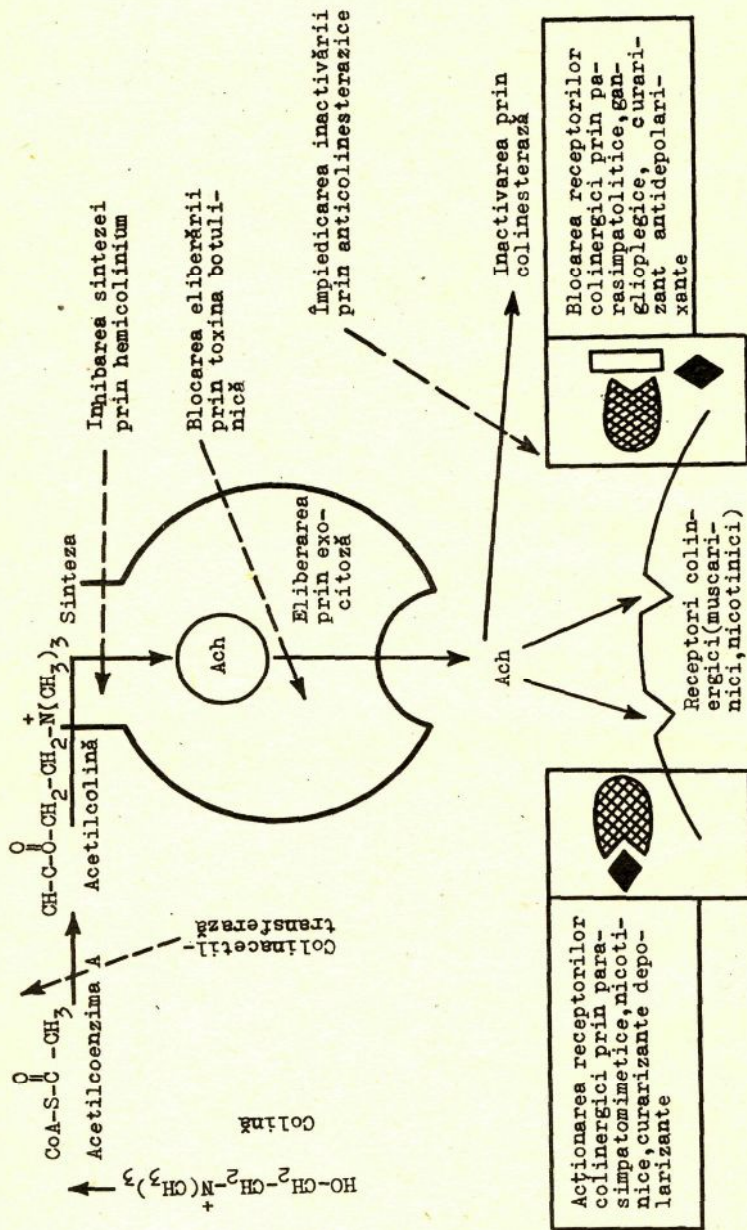 HO-CH2-CH2-N+(CH3)3
Colină
O
CoA-S-C -CH3
Acetilcoenzima A
Colinacetil-
transferază
O +
CH-C-O-CH2-CH2-N(CH3)3
Acetilcolină
Sinteza
Inhibarea sintezei
prin hemicolinium
Ach
Blocarea eliberării
prin toxina botuli-
nică
Eliberarea
prin exo-
citoză
Ach
Împiedicarea inactivării
prin anticolinesterazice
Inactivarea prin
colinesterază
Receptori colin-
ergici(muscari-
nici,nicotinici)
Acționarea receptorilor
colinergici prin para-
simpatomimetice,nicoti-
nice,curarizante depo-
larizante
Blocarea receptorilor
colinergici prin pa-
rasimpatolitice,gan-
glioplegice, curari-
zant antidepolari-
xante